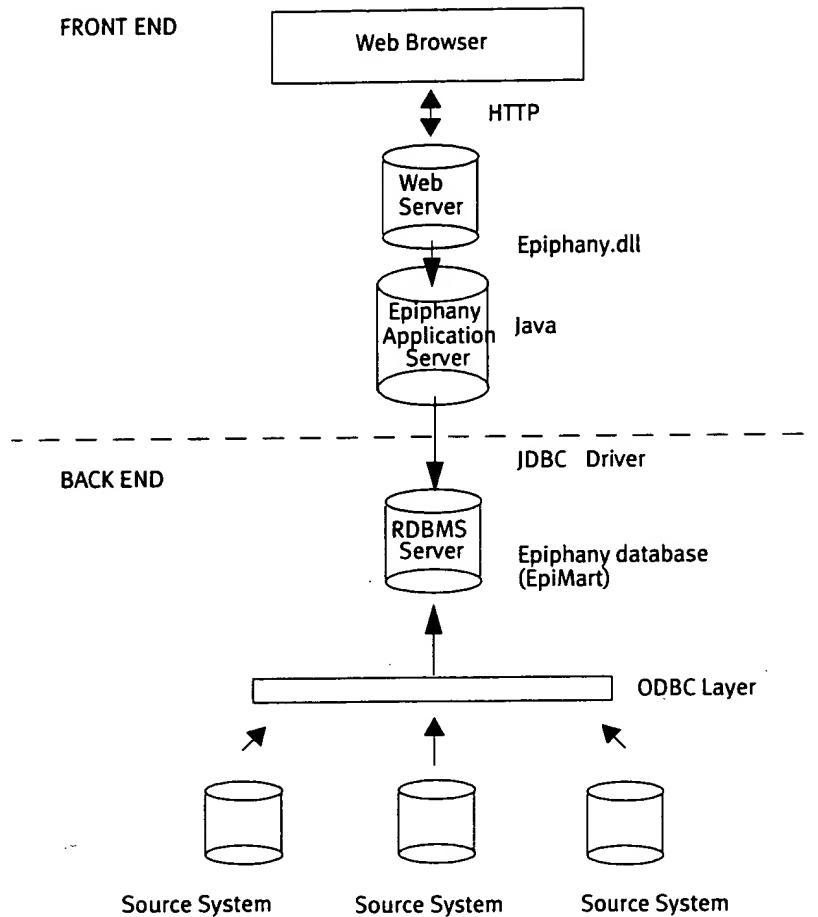 FRONT END
Web Browser
HTTP
Web
Server
Epiphany.dll
Epiphany
Application
Server
Java
JDBC Driver
BACK END
RDBMS
Server
Epiphany database
(EpiMart)
ODBC Layer
Source System
Source System
Source System